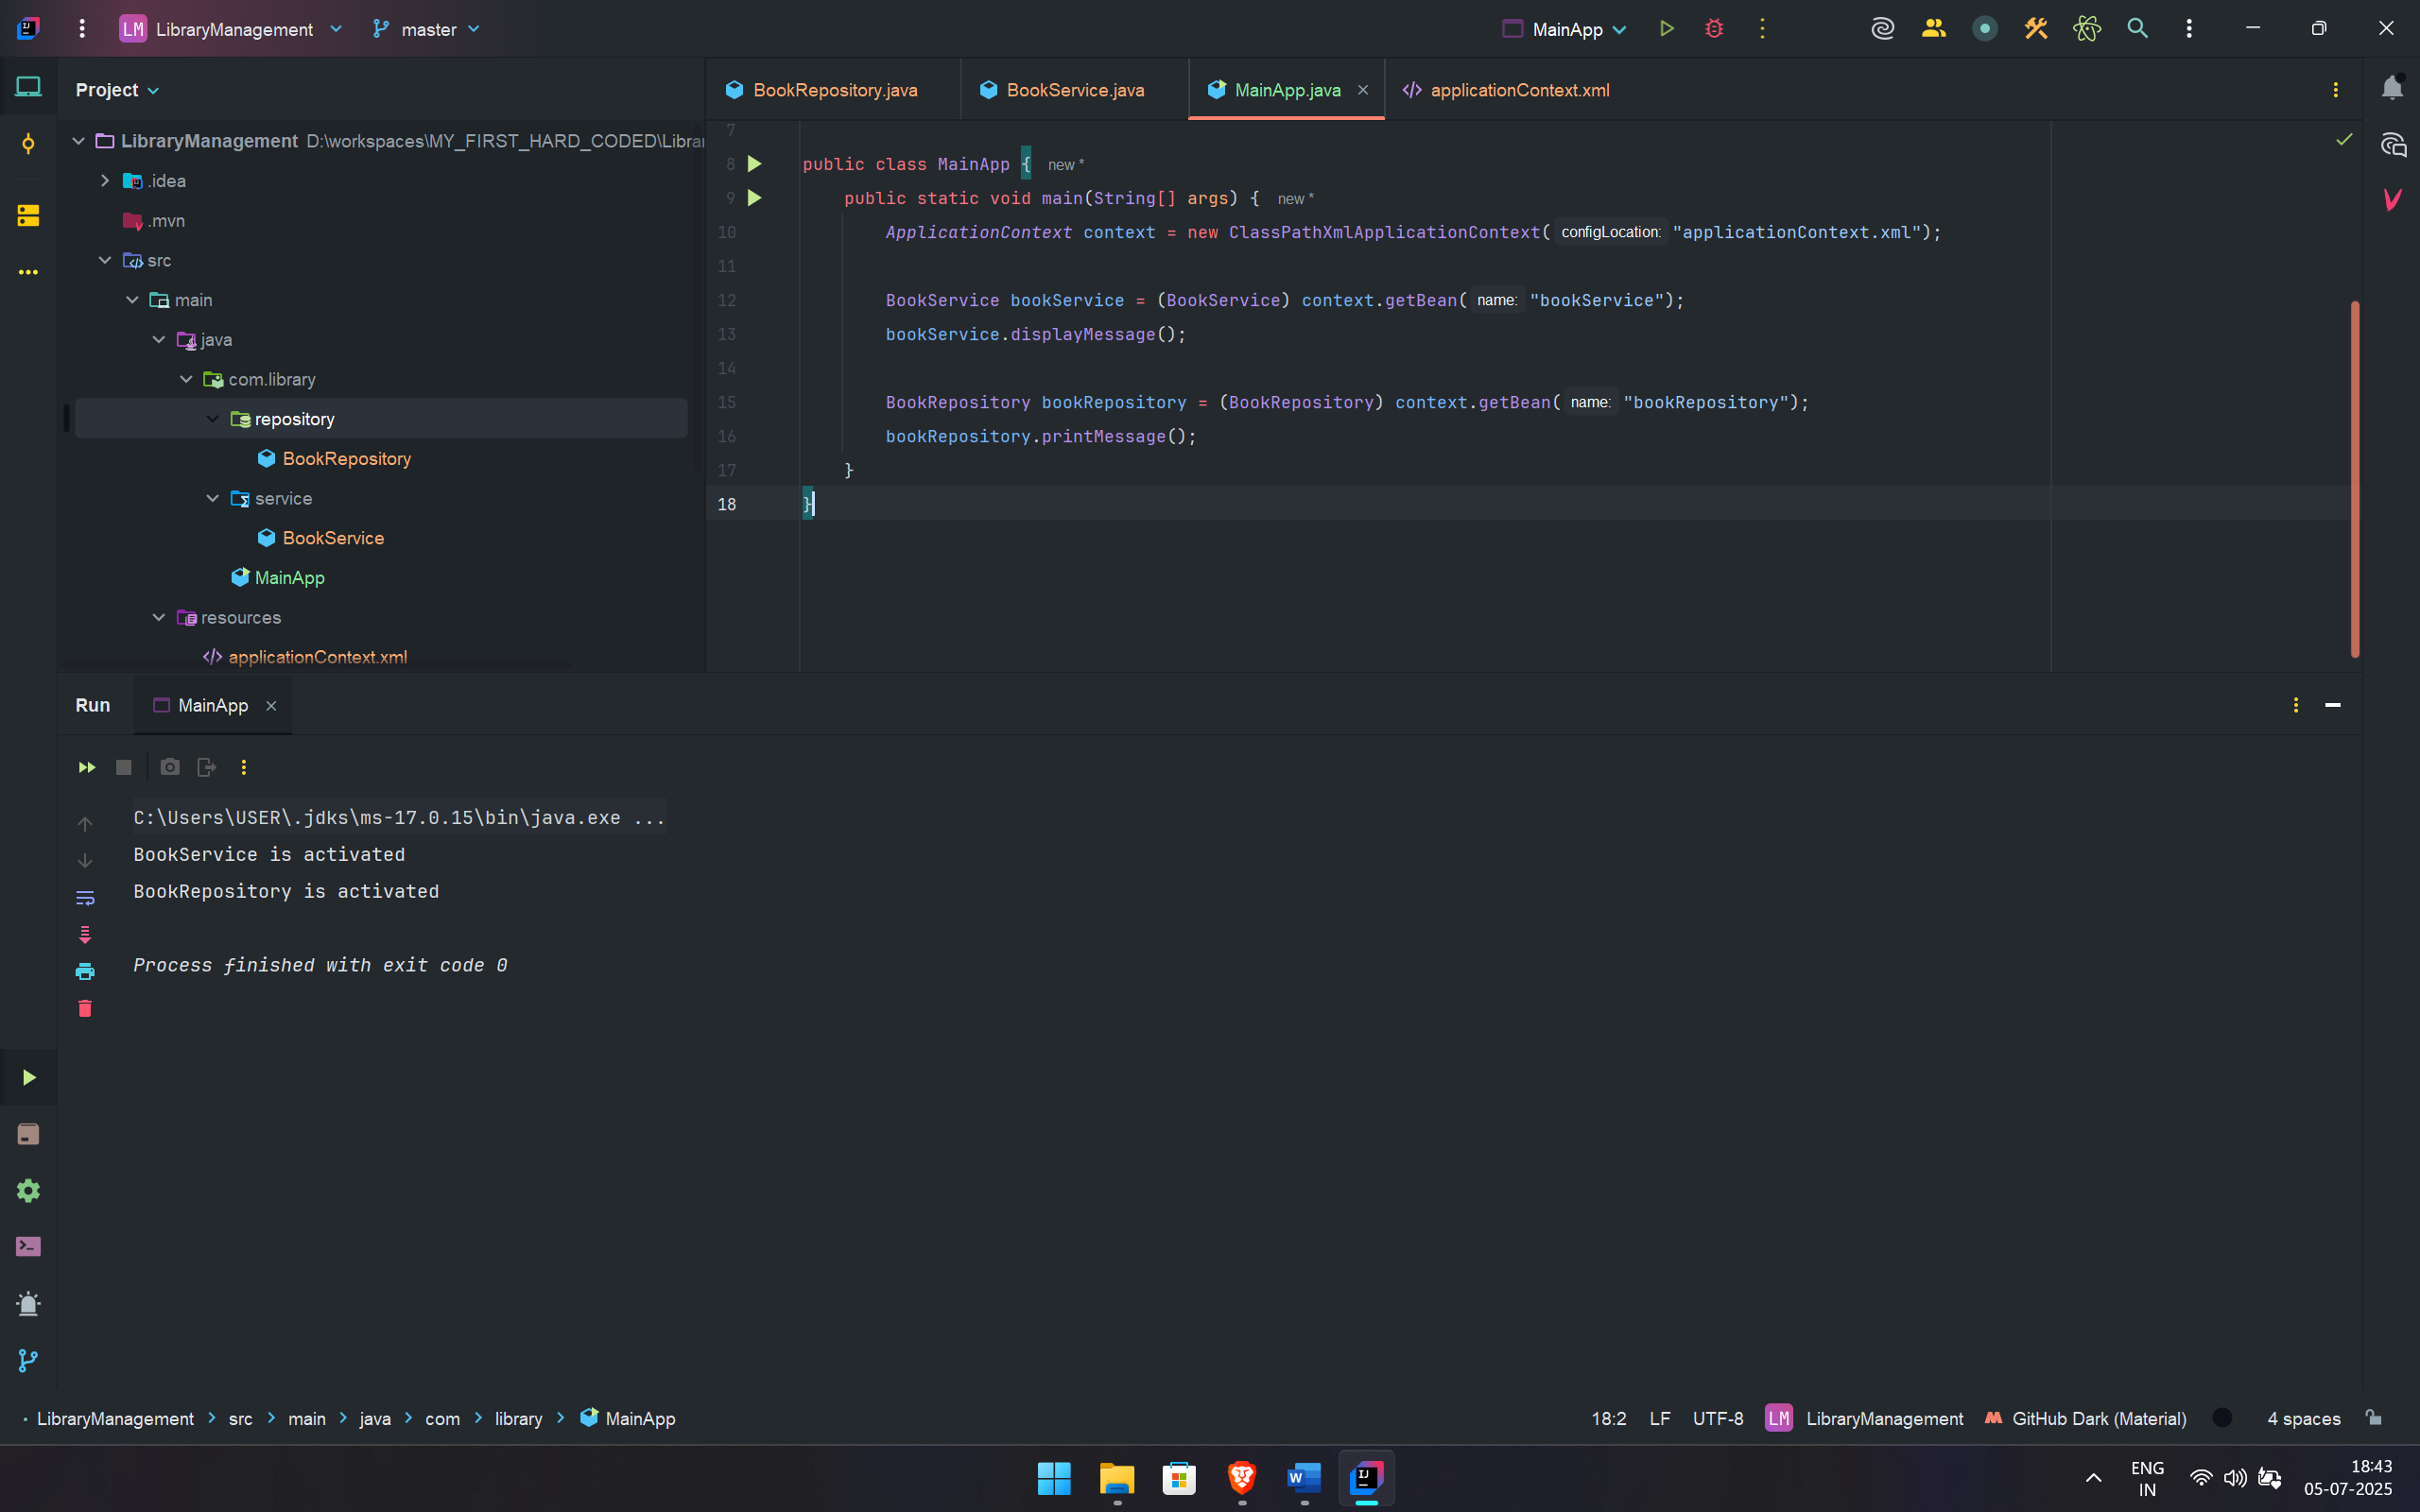 LM LibraryManagement master MainApp
Project
BookRepository.java BookService.java MainApp.java applicationContext.xml
LibraryManagement D:\workspaces\MY_FIRST_HARD_CODED\Librar
.idea
.mvn
src
main
java
com.library
repository
BookRepository
service
BookService
MainApp
resources
applicationContext.xml
7
8 public class MainApp { new *
9 public static void main(String[] args) { new *
10 ApplicationContext context = new ClassPathXmlApplicationContext( configLocation: "applicationContext.xml");
11
12 BookService bookService = (BookService) context.getBean( name: "bookService");
13 bookService.displayMessage();
14
15 BookRepository bookRepository = (BookRepository) context.getBean( name: "bookRepository");
16 bookRepository.printMessage();
17 }
18 }
Run MainApp
C:\Users\USER\.jdks\ms-17.0.15\bin\java.exe ...
BookService is activated
BookRepository is activated
Process finished with exit code 0
LibraryManagement > src > main > java > com > library > MainApp
18:2 LF UTF-8 LM LibraryManagement GitHub Dark (Material) 4 spaces
ENG
IN
18:43
05-07-2025